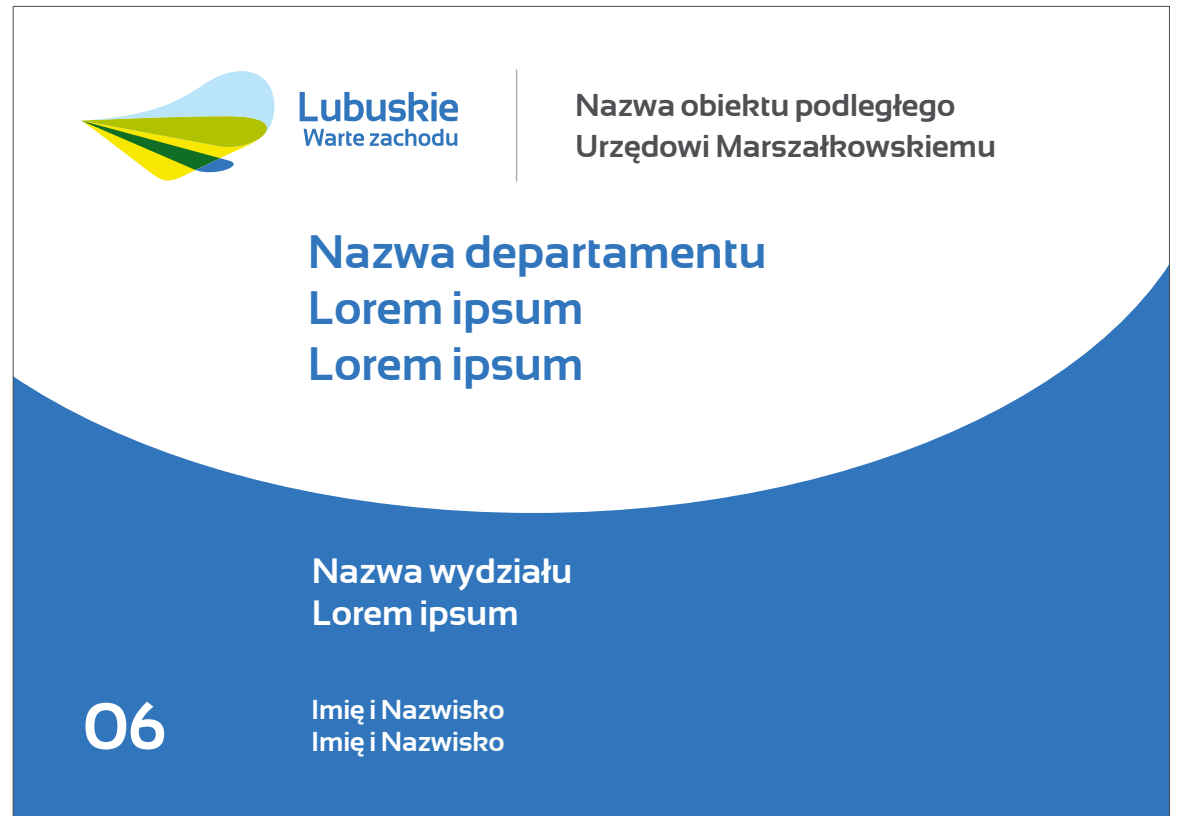 Lubuskie
Warte zachodu
Nazwa obiektu podległego
Urzędowi Marszałkowskiemu
Nazwa departamentu
Lorem ipsum
Lorem ipsum
Nazwa wydziału
Lorem ipsum
06
Imię i Nazwisko
Imię i Nazwisko